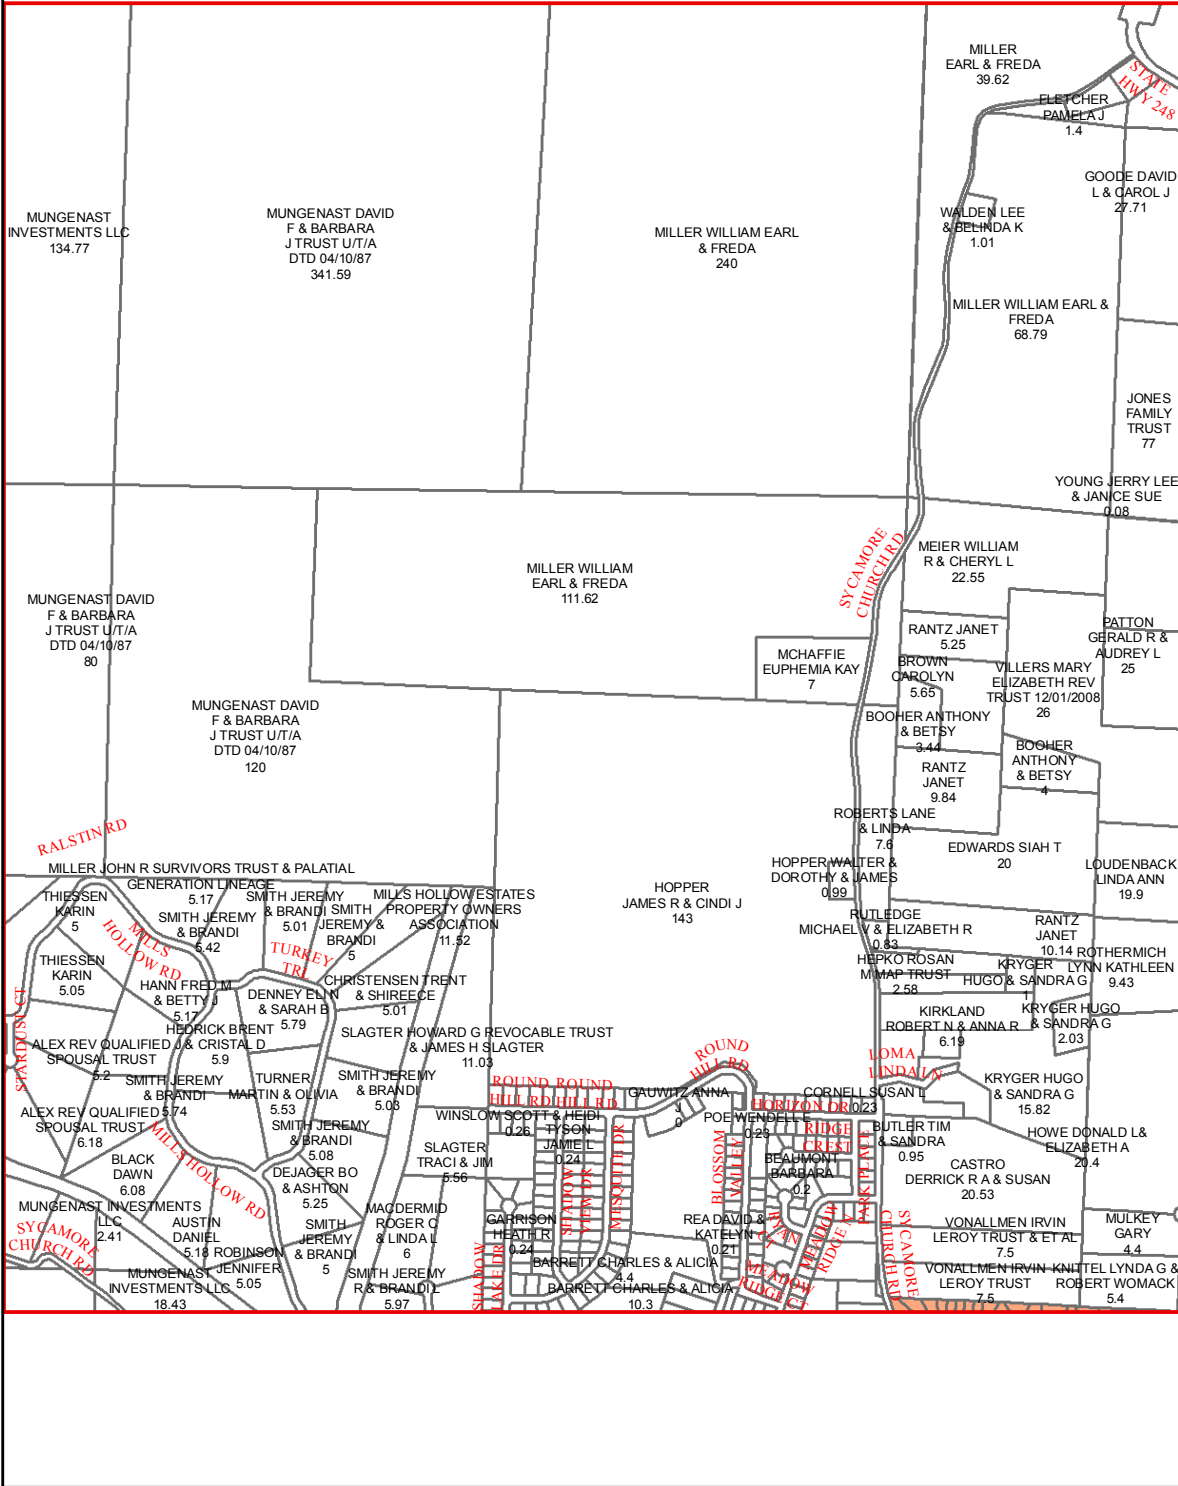 MILLER
EARL & FREDA
39.62
STATE
HWY 248
FLETCHER
PAMELA J
1.4
GOODE DAVID
L & CAROL J
27.71
WALDEN LEE
& BELINDA K
1.01
MUNGENAST
INVESTMENTS LLC
134.77
MUNGENAST DAVID
F & BARBARA
J TRUST U/T/A
DTD 04/10/87
341.59
MILLER WILLIAM EARL
& FREDA
240
MILLER WILLIAM EARL &
FREDA
68.79
JONES
FAMILY
TRUST
77
YOUNG JERRY LEE
& JANICE SUE
0.08
SYCAMORE
CHURCH RD
MEIER WILLIAM
R & CHERYL L
22.55
MILLER WILLIAM
EARL & FREDA
111.62
MUNGENAST DAVID
F & BARBARA
J TRUST U/T/A
DTD 04/10/87
80
RANTZ JANET
5.25
PATTON
GERALD R &
AUDREY L
25
MCHAFFIE
EUPHEMIA KAY
7
BROWN
CAROLYN
5.65
VILLERS MARY
ELIZABETH REV
TRUST 12/01/2008
26
MUNGENAST DAVID
F & BARBARA
J TRUST U/T/A
DTD 04/10/87
120
BOOHER ANTHONY
& BETSY
3.44
BOOHER
ANTHONY
& BETSY
4
RANTZ
JANET
9.84
ROBERTS LANE
& LINDA
7.6
EDWARDS SIAH T
20
RALSTIN RD
MILLER JOHN R SURVIVORS TRUST & PALATIAL
GENERATION LINEAGE
5.17
HOPPER WALTER &
DOROTHY & JAMES
0.99
LOUDENBACK
LINDA ANN
19.9
THIESSEN
KARIN
5
SMITH JEREMY
& BRANDI
5.42
SMITH JEREMY
& BRANDI
5.01
SMITH
JEREMY &
BRANDI
5
MILLS HOLLOW ESTATES
PROPERTY OWNERS
ASSOCIATION
11.52
HOPPER
JAMES R & CINDI J
143
RUTLEDGE
MICHAEL V & ELIZABETH R
0.83
RANTZ
JANET
10.14
MILLS
HOLLOW RD
TURKEY
TRL
THIESSEN
KARIN
5.05
HEPKO ROSAN
M MAP TRUST
2.58
KRYGER
HUGO & SANDRA G
1
ROTHERMICH
LYNN KATHLEEN
9.43
HANN FRED M
& BETTY J
5.17
DENNEY ELI N
& SARAH B
5.79
CHRISTENSEN TRENT
& SHIREECE
5.01
STARDUST CT
KIRKLAND
ROBERT N & ANNA R
6.19
KRYGER HUGO
& SANDRA G
2.03
ALEX REV QUALIFIED
SPOUSAL TRUST
5.2
HEDRICK BRENT
J & CRISTAL D
5.9
SLAGTER HOWARD G REVOCABLE TRUST
& JAMES H SLAGTER
11.03
ROUND
HILL RD
LOMA
LINDA LN
SMITH JEREMY
& BRANDI
5.74
TURNER
MARTIN & OLIVIA
5.53
SMITH JEREMY
& BRANDI
5.03
ROUND
HILL RD
ROUND
HILL RD
GAUWITZ ANNA
J
0
CORNELL SUSAN L
0.23
HORIZON DR
KRYGER HUGO
& SANDRA G
15.82
ALEX REV QUALIFIED
SPOUSAL TRUST
6.18
WINSLOW SCOTT & HEIDI
0.26
TYSON
JAMIE L
0.24
POE WENDELL E
0.23
RIDGE
CREST
BUTLER TIM
& SANDRA
0.95
HOWE DONALD L &
ELIZABETH A
20.4
MILLS HOLLOW RD
SMITH JEREMY
& BRANDI
5.08
SLAGTER
TRACI & JIM
5.56
MESQUITE DR
BLOSSOM
VALLEY
BEAUMONT
BARBARA
0.2
PARK PLACE
CASTRO
DERRICK R A & SUSAN
20.53
BLACK
DAWN
6.08
DEJAGER BO
& ASHTON
5.25
SHADOW
VIEW DR
MUNGENAST INVESTMENTS
LLC
2.41
AUSTIN
DANIEL
5.18
SMITH
JEREMY
& BRANDI
5
MACDERMID
ROGER C
& LINDA L
6
GARRISON
HEATH R
0.24
REA DAVID &
KATELYN
0.21
RYAN
CT
MEADOW
RIDGE
SYCAMORE
CHURCH RD
VONALLMEN IRVIN
LEROY TRUST & ET AL
7.5
MULKEY
GARY
4.4
SYCAMORE
CHURCH RD
ROBINSON
JENNIFER
5.05
MUNGENAST
INVESTMENTS LLC
18.43
SMITH JEREMY
R & BRANDI L
5.97
SHADOW
LAKE DR
BARRETT CHARLES & ALICIA
4.4
BARRETT CHARLES & ALICIA
10.3
MEADOW
RIDGE CT
VONALLMEN IRVIN
LEROY TRUST
7.5
KNITTEL LYNDA G &
ROBERT WOMACK
5.4